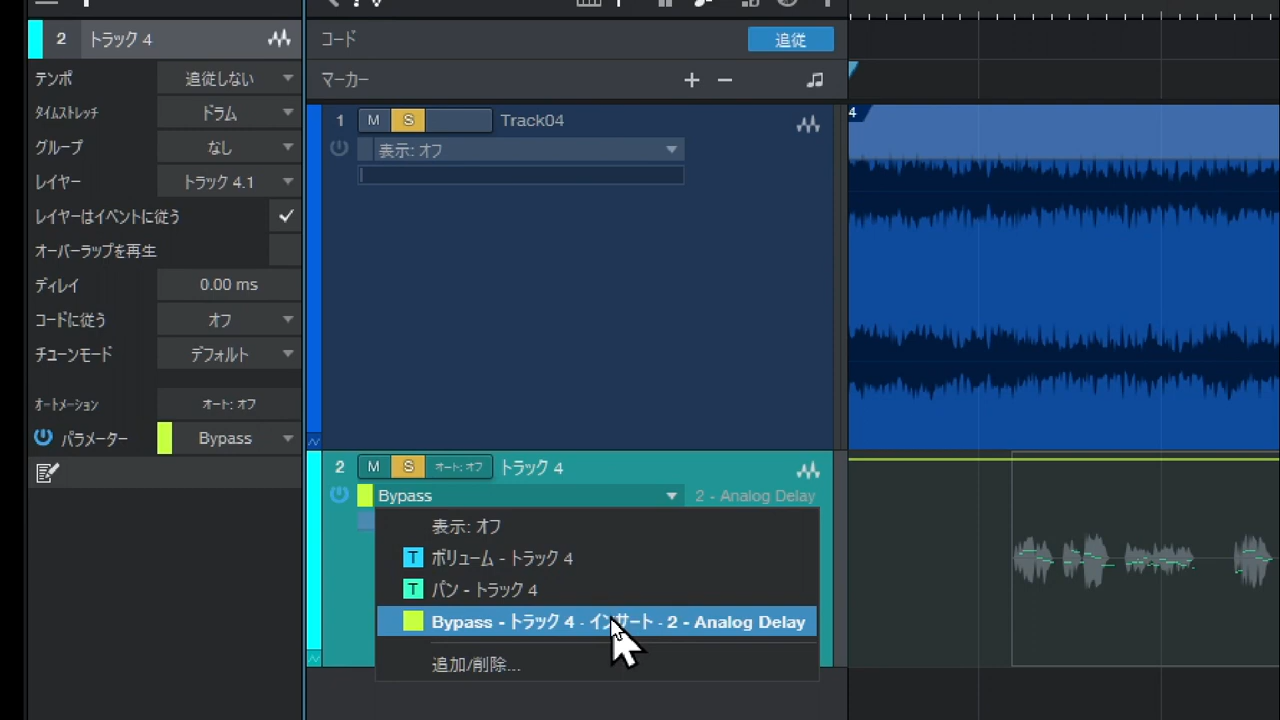 2 トラック 4
テンポ 追従しない
タイムストレッチ ドラム
グループ なし
レイヤー トラック 4.1
レイヤーはイベントに従う
オーバーラップを再生
ディレイ 0.00 ms
コードに従う オフ
チューンモード デフォルト
オートメーション オート: オフ
パラメーター Bypass
コード 追従
マーカー
1 M S Track04
表示: オフ
2 M S オート: オフ トラック 4
Bypass 2 - Analog Delay
表示: オフ
T ボリューム - トラック 4
T パン - トラック 4
Bypass - トラック 4 - インサート - 2 - Analog Delay
追加/削除...
4